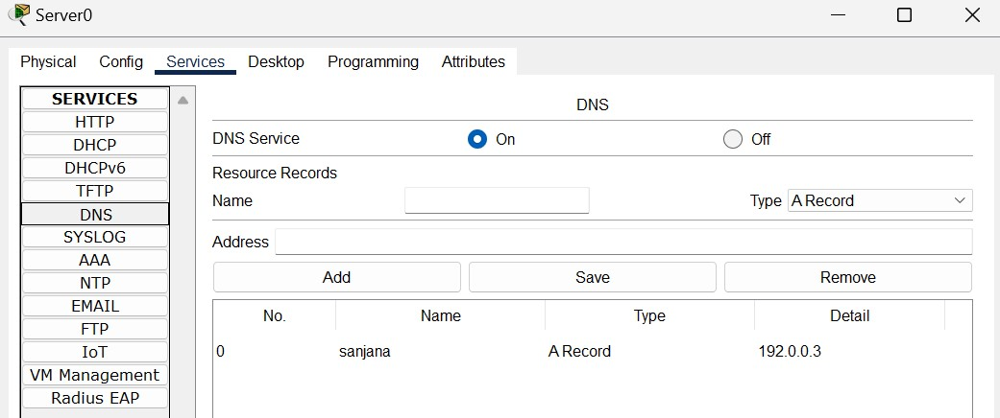 Server0
Physical Config Services Desktop Programming Attributes
SERVICES
HTTP
DHCP
DHCPv6
TFTP
DNS
SYSLOG
AAA
NTP
EMAIL
FTP
IoT
VM Management
Radius EAP
DNS
DNS Service On Off
Resource Records
Name Type A Record
Address
Add Save Remove
No. Name Type Detail
0 sanjana A Record 192.0.0.3